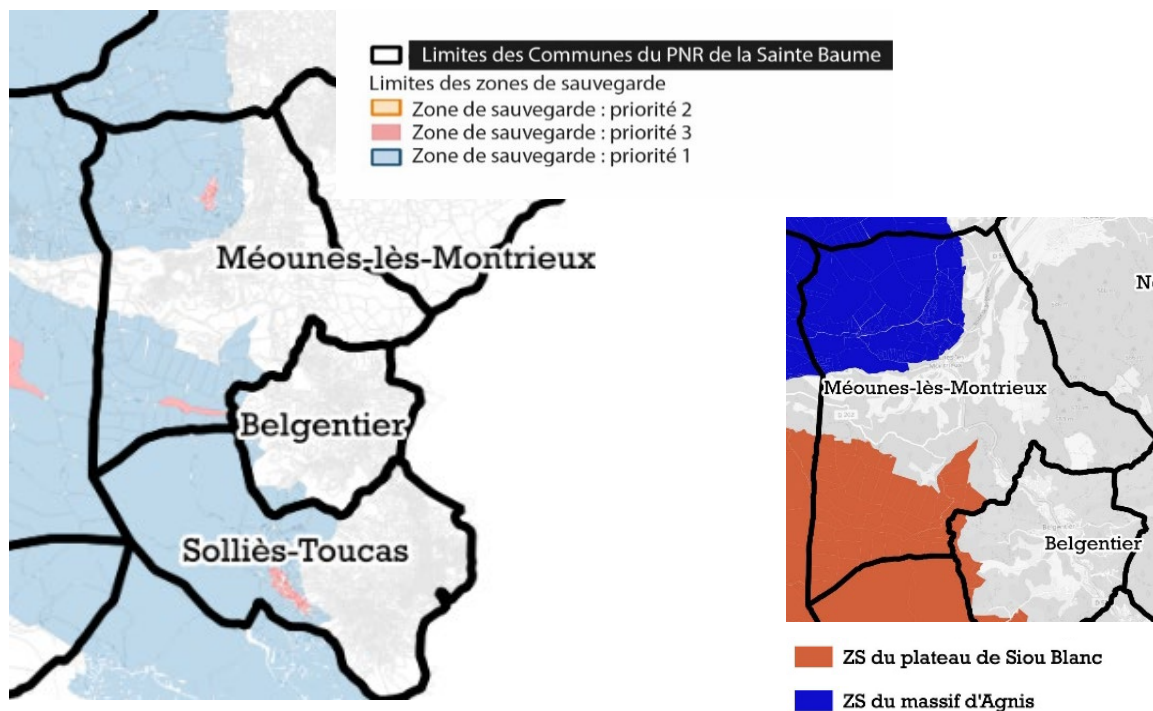 Limites des Communes du PNR de la Sainte Baume
Limites des zones de sauvegarde
Zone de sauvegarde : priorité 2
Zone de sauvegarde : priorité 3
Zone de sauvegarde : priorité 1
Méounes-lès-Montrieux
Belgentier
Solliès-Toucas
Méounes-lès-Montrieux
Belgentier
ZS du plateau de Siou Blanc
ZS du massif d'Agnis